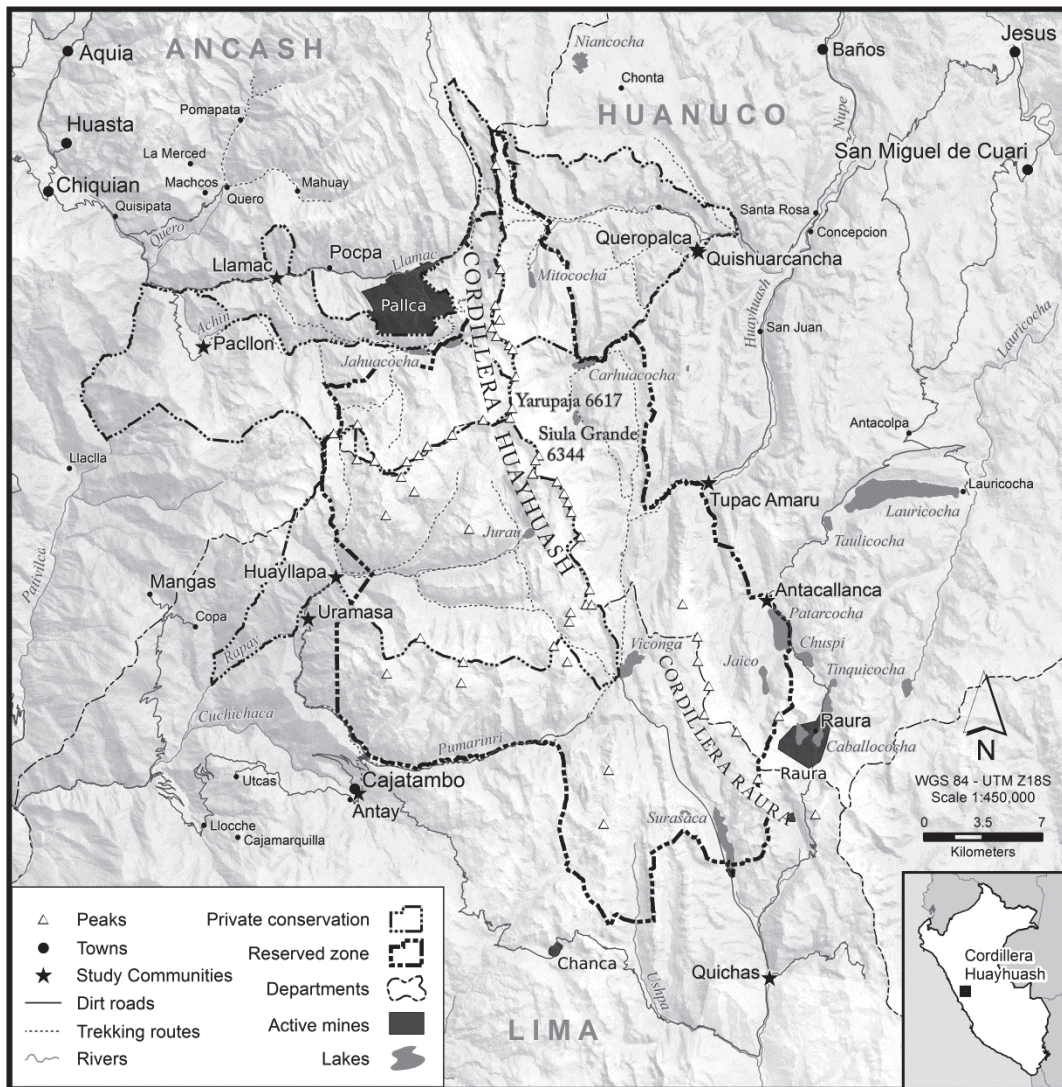 ANCASH
Niancocha
Chonta
Baños
Jesus
Aquia
Pomapata
HUANUCO
Nupe
Huasta
La Merced
San Miguel de Cuari
Chiquian
Machcos
Mahuay
Quisipata
Quero
Santa Rosa
Quero
Pocpa
Queropalca
Concepcion
Llamac
Llamac
Quishuarcancha
Mitococha
Pallca
Huayhuash
San Juan
Lauricocha
Achin
Pacllon
Jahuacocha
Carhuacocha
CORDILLERA HUAYHUASH
Yarupaja 6617
Siula Grande
6344
Antacolpa
Llaclla
Tupac Amaru
Lauricocha
Lauricocha
Jurau
Taulicocha
Pativilca
Mangas
Huayllapa
Antacallanca
Copa
Uramasa
Patarcocha
Rapay
Viconga
Jaico
Chuspi
Tinquicocha
Cuchichaca
CORDILLERA RAURA
Raura
Pumarinri
Caballococha
N
Utcas
Cajatambo
Raura
WGS 84 - UTM Z18S
Antay
Scale 1:450,000
Llocche
Cajamarquilla
Surasaca
0 3.5 7
Kilometers
Peaks
Towns
Study Communities
Dirt roads
Trekking routes
Rivers
Private conservation
Reserved zone
Departments
Active mines
Lakes
Chanca
Ushpa
Quichas
LIMA
Cordillera
Huayhuash